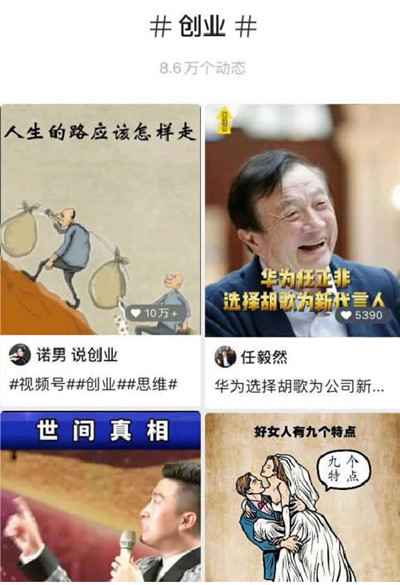 # 创业 #
8.6万个动态
人生的路应该怎样走
10万+
诺男 说创业
#视频号##创业##思维#
华为任正非
选择胡歌为新代言人
5390
任毅然
华为选择胡歌为公司新...
世间真相
好女人有九个特点
九个
特点